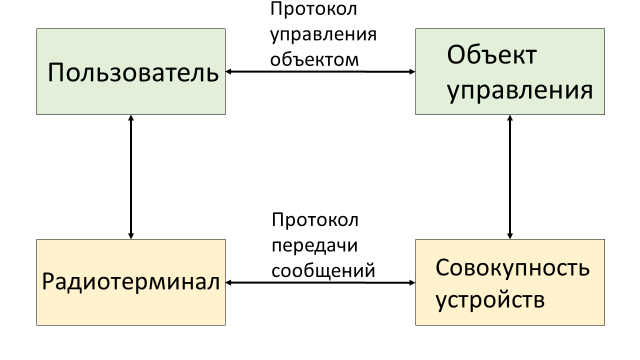 Протокол
управления
объектом
Пользователь
Объект
управления
Протокол
передачи
сообщений
Радиотерминал
Совокупность
устройств